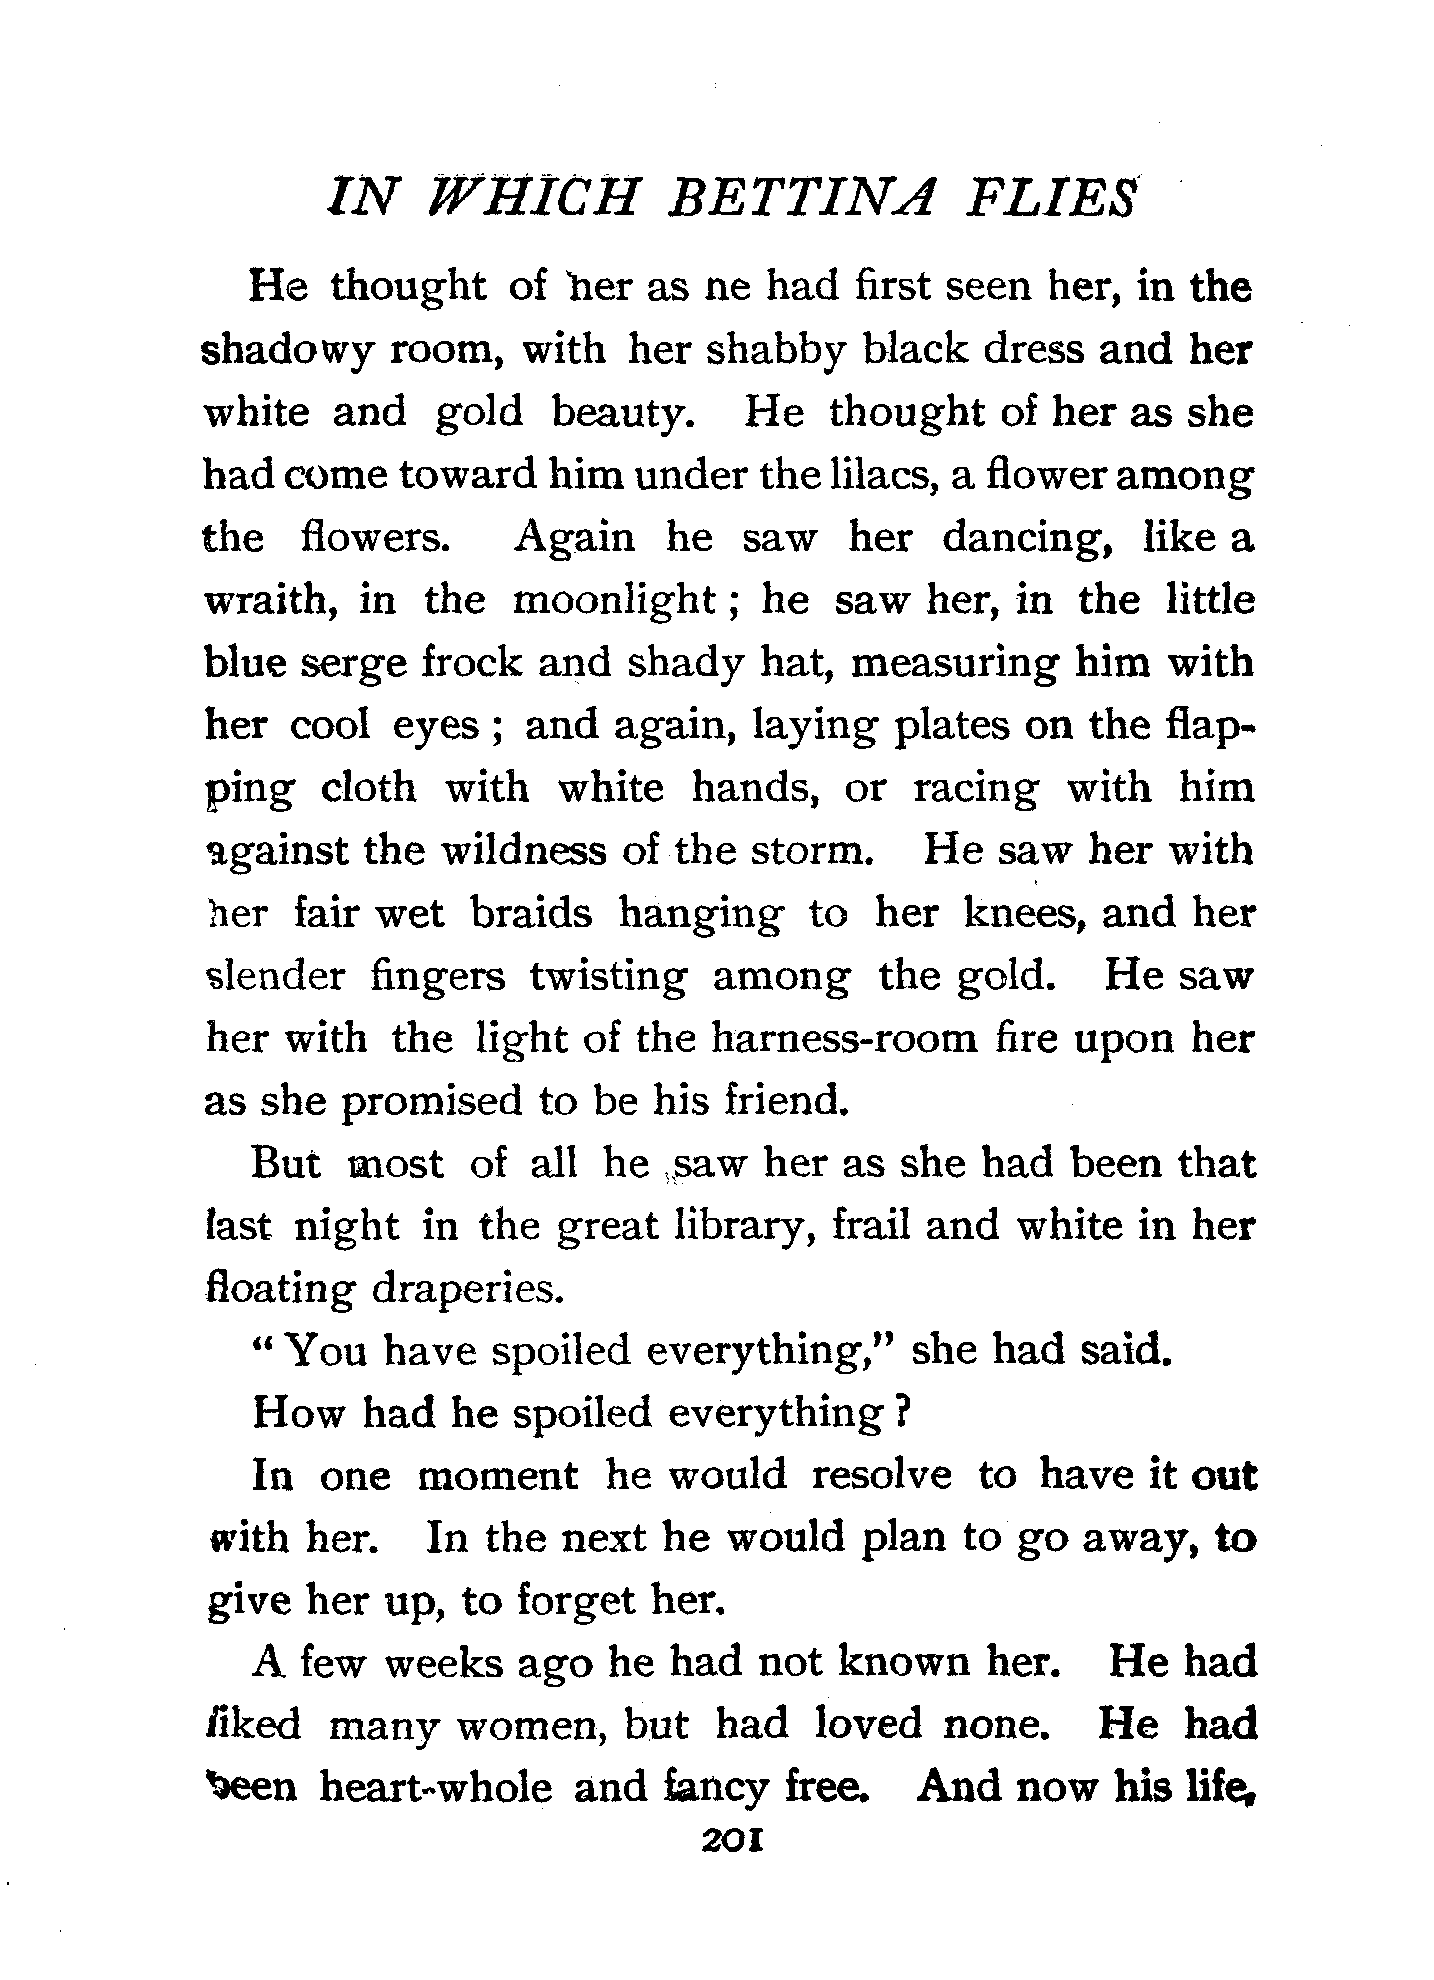 IN WHICH BETTINA FLIES
He thought of her as he had first seen her, in the
shadowy room, with her shabby black dress and her
white and gold beauty. He thought of her as she
had come toward him under the lilacs, a flower among
the flowers. Again he saw her dancing, like a
wraith, in the moonlight ; he saw her, in the little
blue serge frock and shady hat, measuring him with
her cool eyes ; and again, laying plates on the flap-
ping cloth with white hands, or racing with him
against the wildness of the storm. He saw her with
her fair wet braids hanging to her knees, and her
slender fingers twisting among the gold. He saw
her with the light of the harness-room fire upon her
as she promised to be his friend.
But most of all he saw her as she had been that
last night in the great library, frail and white in her
floating draperies.
“ You have spoiled everything,” she had said.
How had he spoiled everything ?
In one moment he would resolve to have it out
with her. In the next he would plan to go away, to
give her up, to forget her.
A few weeks ago he had not known her. He had
liked many women, but had loved none. He had
been heart-whole and fancy free. And now his life,
201